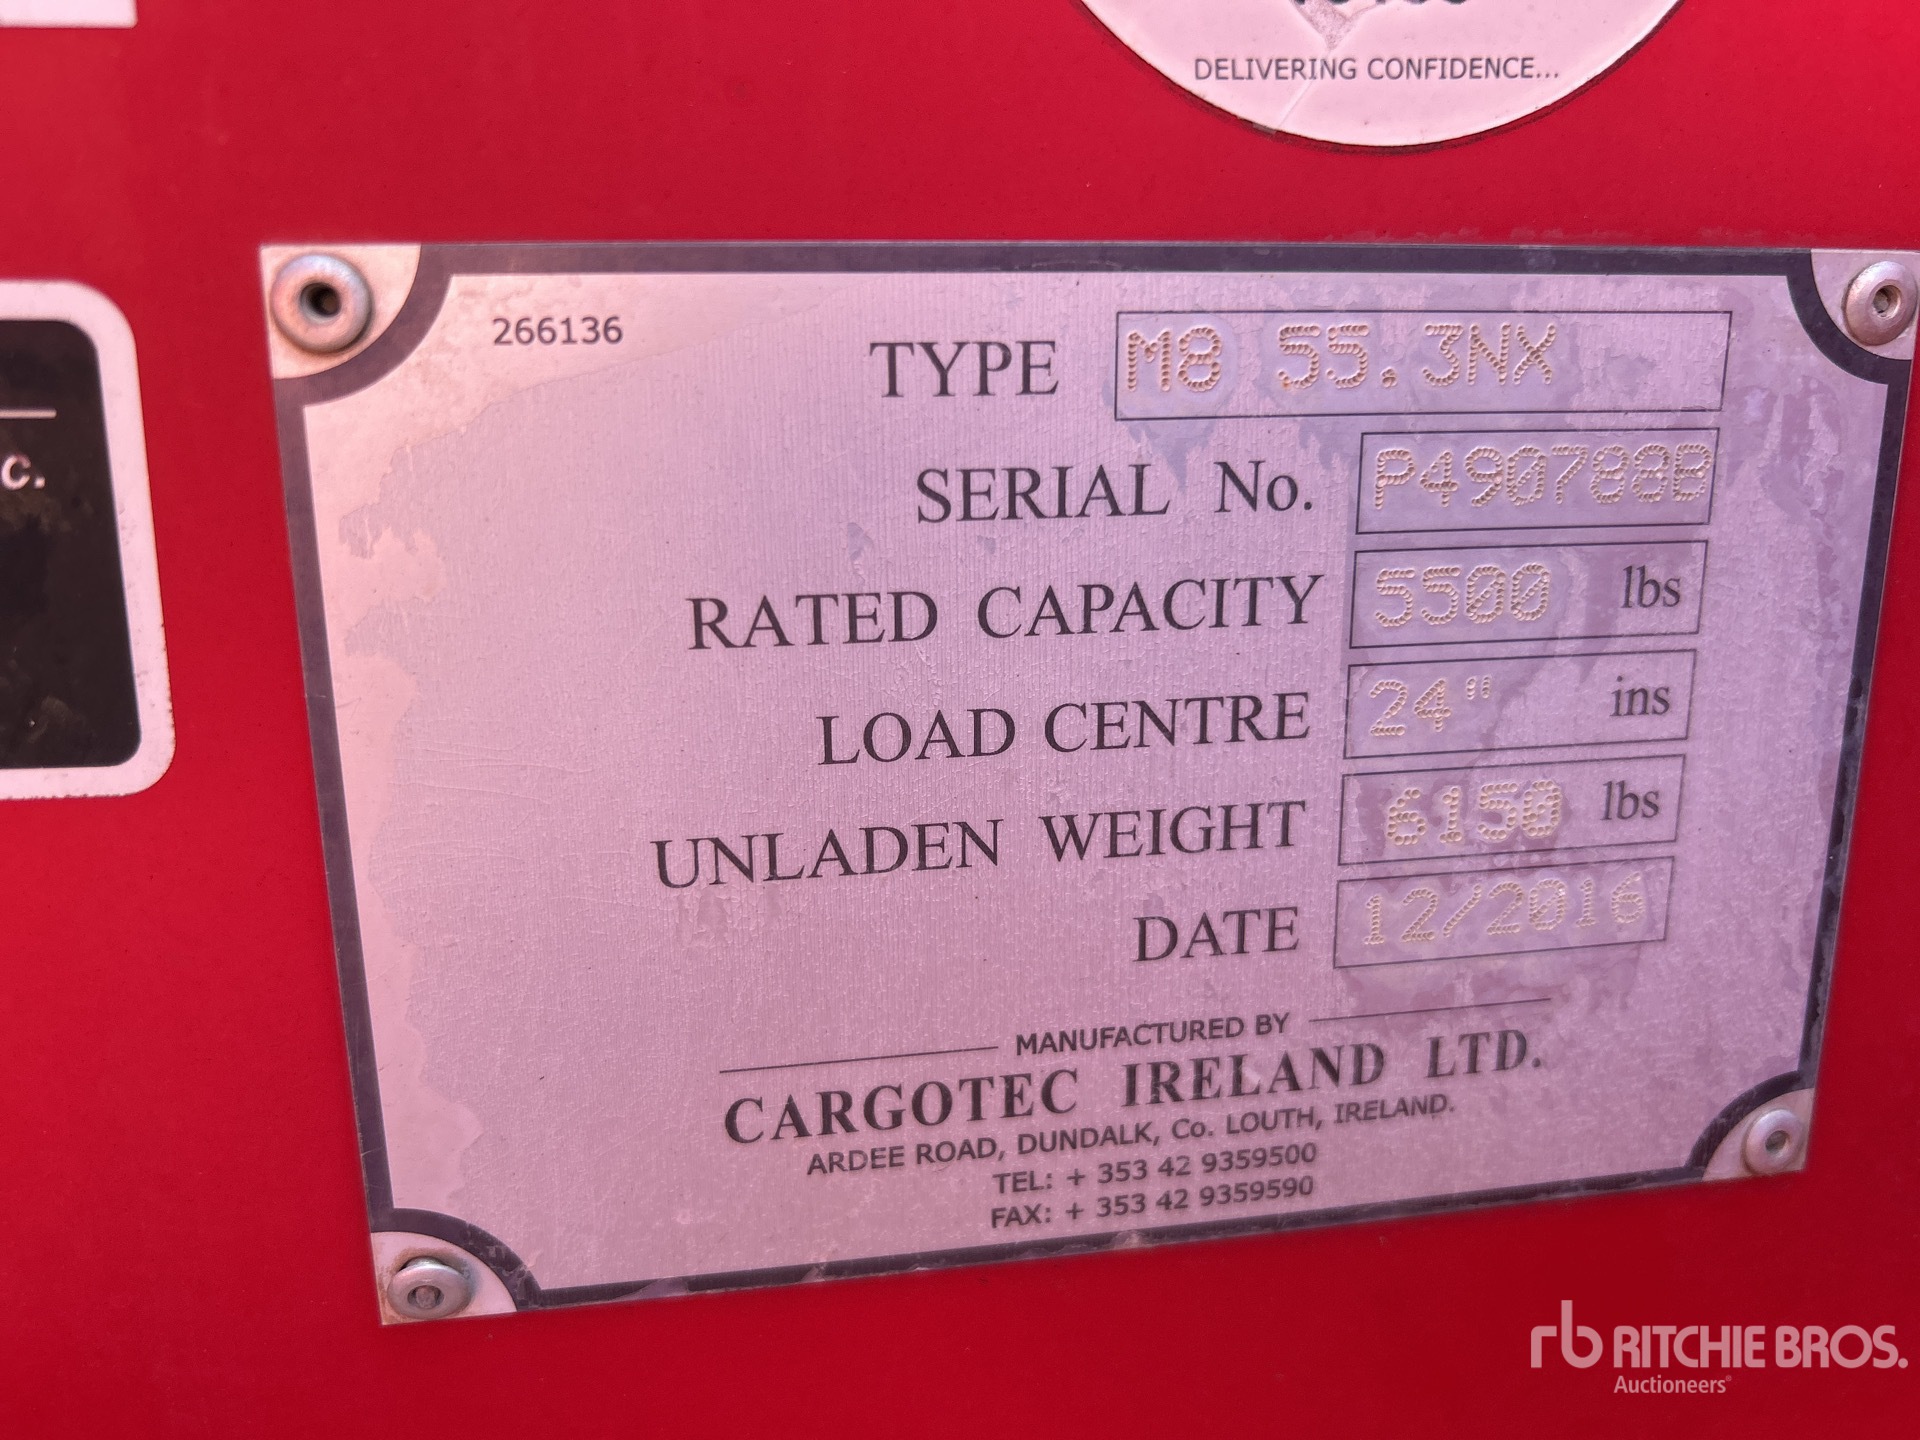 DELIVERING CONFIDENCE...
c.
266136
TYPE M8 55.3NX
SERIAL No. P490788B
RATED CAPACITY 5500 lbs
LOAD CENTRE 24" ins
UNLADEN WEIGHT 6150 lbs
DATE 12/2016
MANUFACTURED BY
CARGOTEC IRELAND LTD.
ARDEE ROAD, DUNDALK, Co. LOUTH, IRELAND.
TEL: + 353 42 9359500
FAX: + 353 42 9359590
rb RITCHIE BROS.
Auctioneers